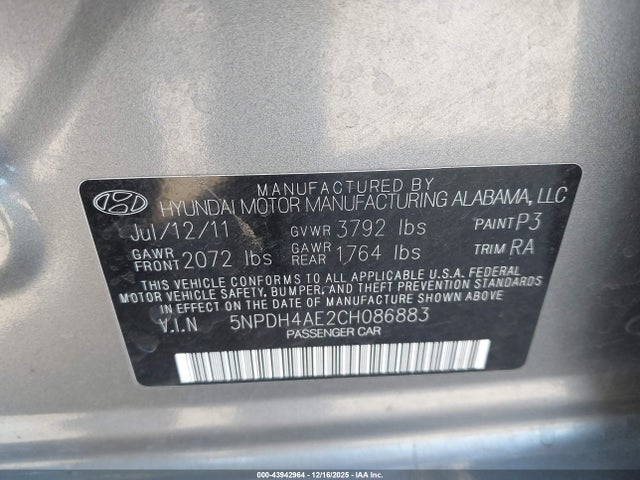 MANUFACTURED BY
HYUNDAI MOTOR MANUFACTURING ALABAMA, LLC
Jul/12/11 GVWR 3792 lbs PAINT P3
GAWR FRONT 2072 lbs GAWR REAR 1,764 lbs TRIM RA
THIS VEHICLE CONFORMS TO ALL APPLICABLE U.S.A. FEDERAL
MOTOR VEHICLE SAFETY, BUMPER, AND THEFT PREVENTION STANDARDS
IN EFFECT ON THE DATE OF MANUFACTURE SHOWN ABOVE.
V.I.N 5NPDH4AE2CH086883
PASSENGER CAR
000-43942964 - 12/16/2025 - IAA Inc.